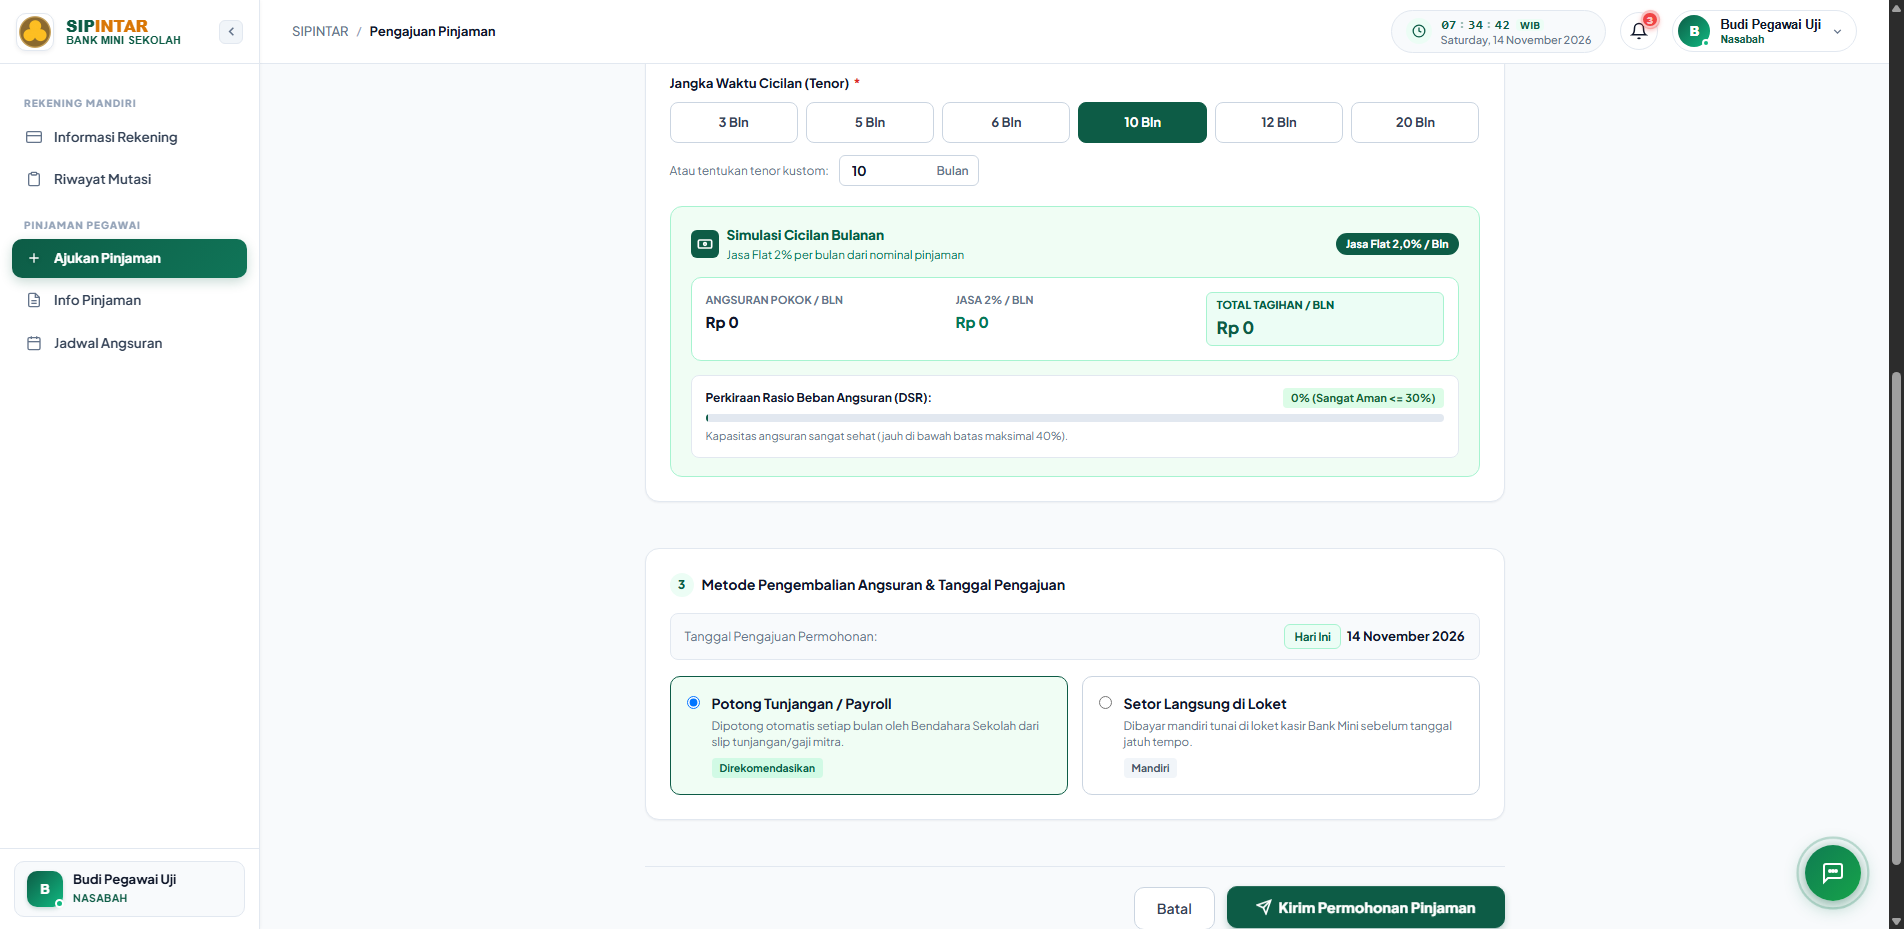 SIPINTAR
BANK MINI SEKOLAH
SIPINTAR / Pengajuan Pinjaman
07 : 34 : 42 WIB
Saturday, 14 November 2026
3
B
Budi Pegawai Uji
Nasabah
REKENING MANDIRI
Informasi Rekening
Riwayat Mutasi
PINJAMAN PEGAWAI
Ajukan Pinjaman
Info Pinjaman
Jadwal Angsuran
B
Budi Pegawai Uji
NASABAH
Jangka Waktu Cicilan (Tenor) *
3 Bln
5 Bln
6 Bln
10 Bln
12 Bln
20 Bln
Atau tentukan tenor kustom:
10
Bulan
Simulasi Cicilan Bulanan
Jasa Flat 2% per bulan dari nominal pinjaman
Jasa Flat 2,0% / Bln
ANGSURAN POKOK / BLN
Rp 0
JASA 2% / BLN
Rp 0
TOTAL TAGIHAN / BLN
Rp 0
Perkiraan Rasio Beban Angsuran (DSR):
0% (Sangat Aman <= 30%)
Kapasitas angsuran sangat sehat (jauh di bawah batas maksimal 40%).
3
Metode Pengembalian Angsuran & Tanggal Pengajuan
Tanggal Pengajuan Permohonan:
Hari Ini
14 November 2026
Potong Tunjangan / Payroll
Dipotong otomatis setiap bulan oleh Bendahara Sekolah dari
slip tunjangan/gaji mitra.
Direkomendasikan
Setor Langsung di Loket
Dibayar mandiri tunai di loket kasir Bank Mini sebelum tanggal
jatuh tempo.
Mandiri
Batal
Kirim Permohonan Pinjaman